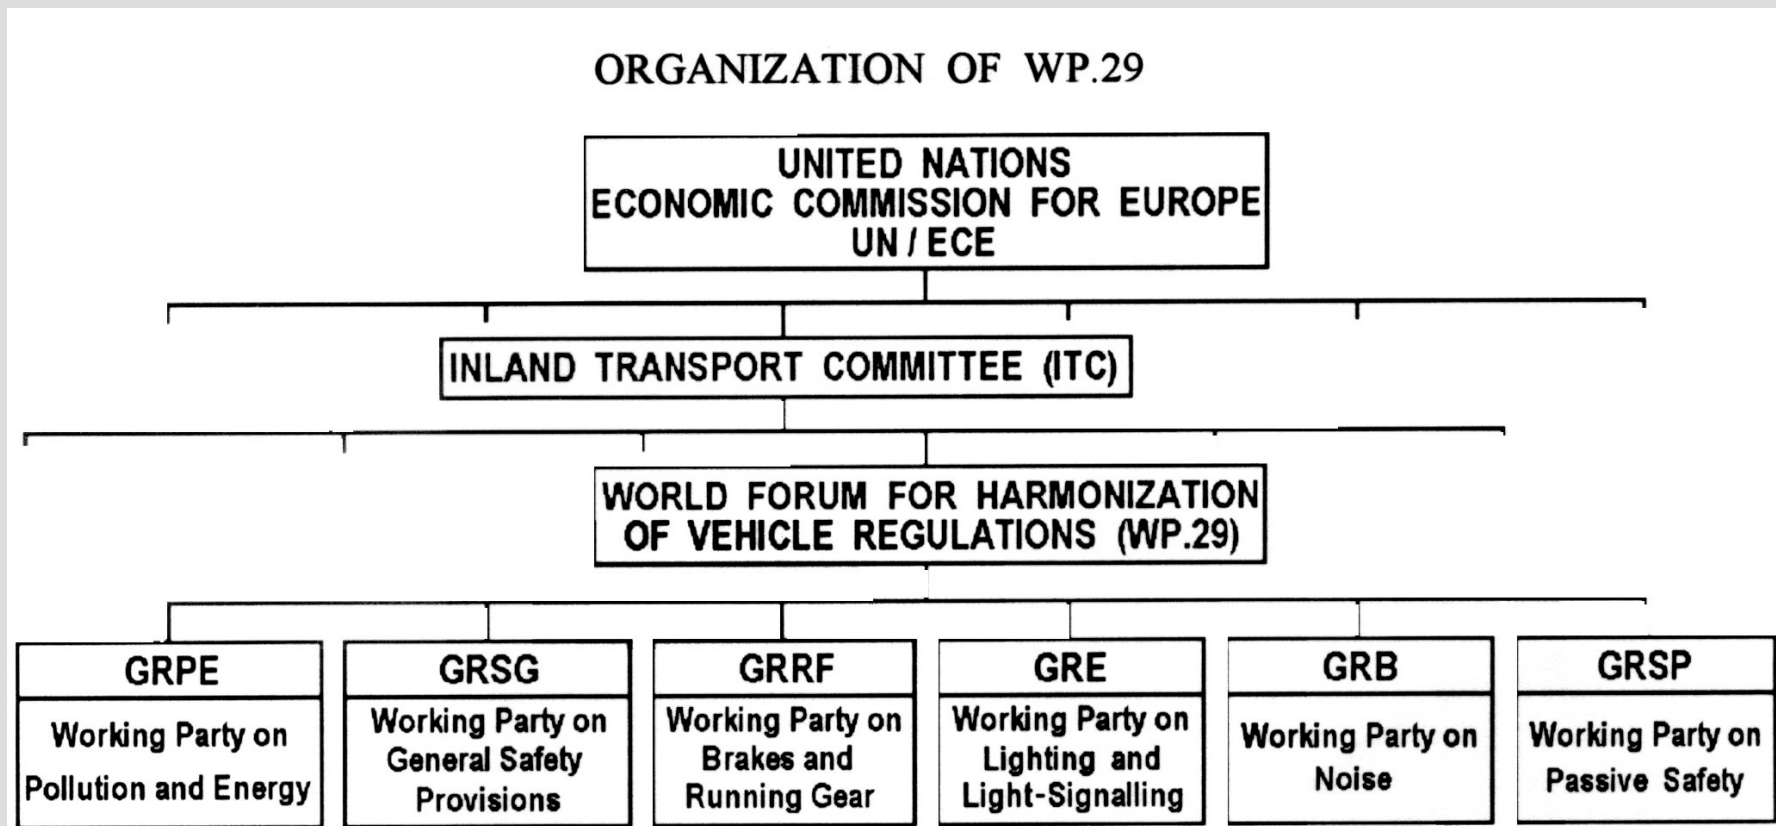 ORGANIZATION OF WP.29
UNITED NATIONS
ECONOMIC COMMISSION FOR EUROPE
UN / ECE
INLAND TRANSPORT COMMITTEE (ITC)
WORLD FORUM FOR HARMONIZATION
OF VEHICLE REGULATIONS (WP.29)
GRPE
Working Party on
Pollution and Energy
GRSG
Working Party on
General Safety
Provisions
GRRF
Working Party on
Brakes and
Running Gear
GRE
Working Party on
Lighting and
Light-Signalling
GRB
Working Party on
Noise
GRSP
Working Party on
Passive Safety